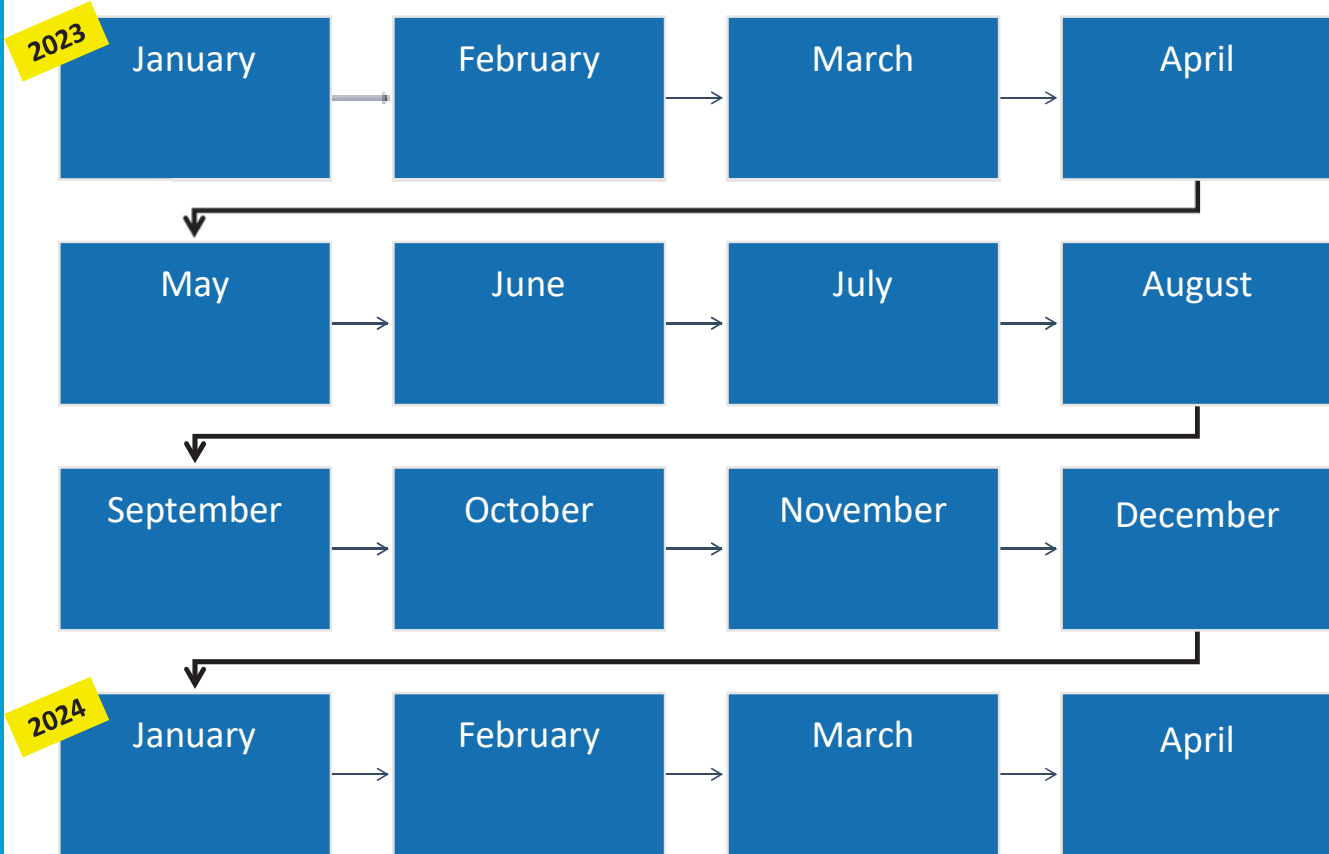 2023
January
February
March
April
May
June
July
August
September
October
November
December
2024
January
February
March
April